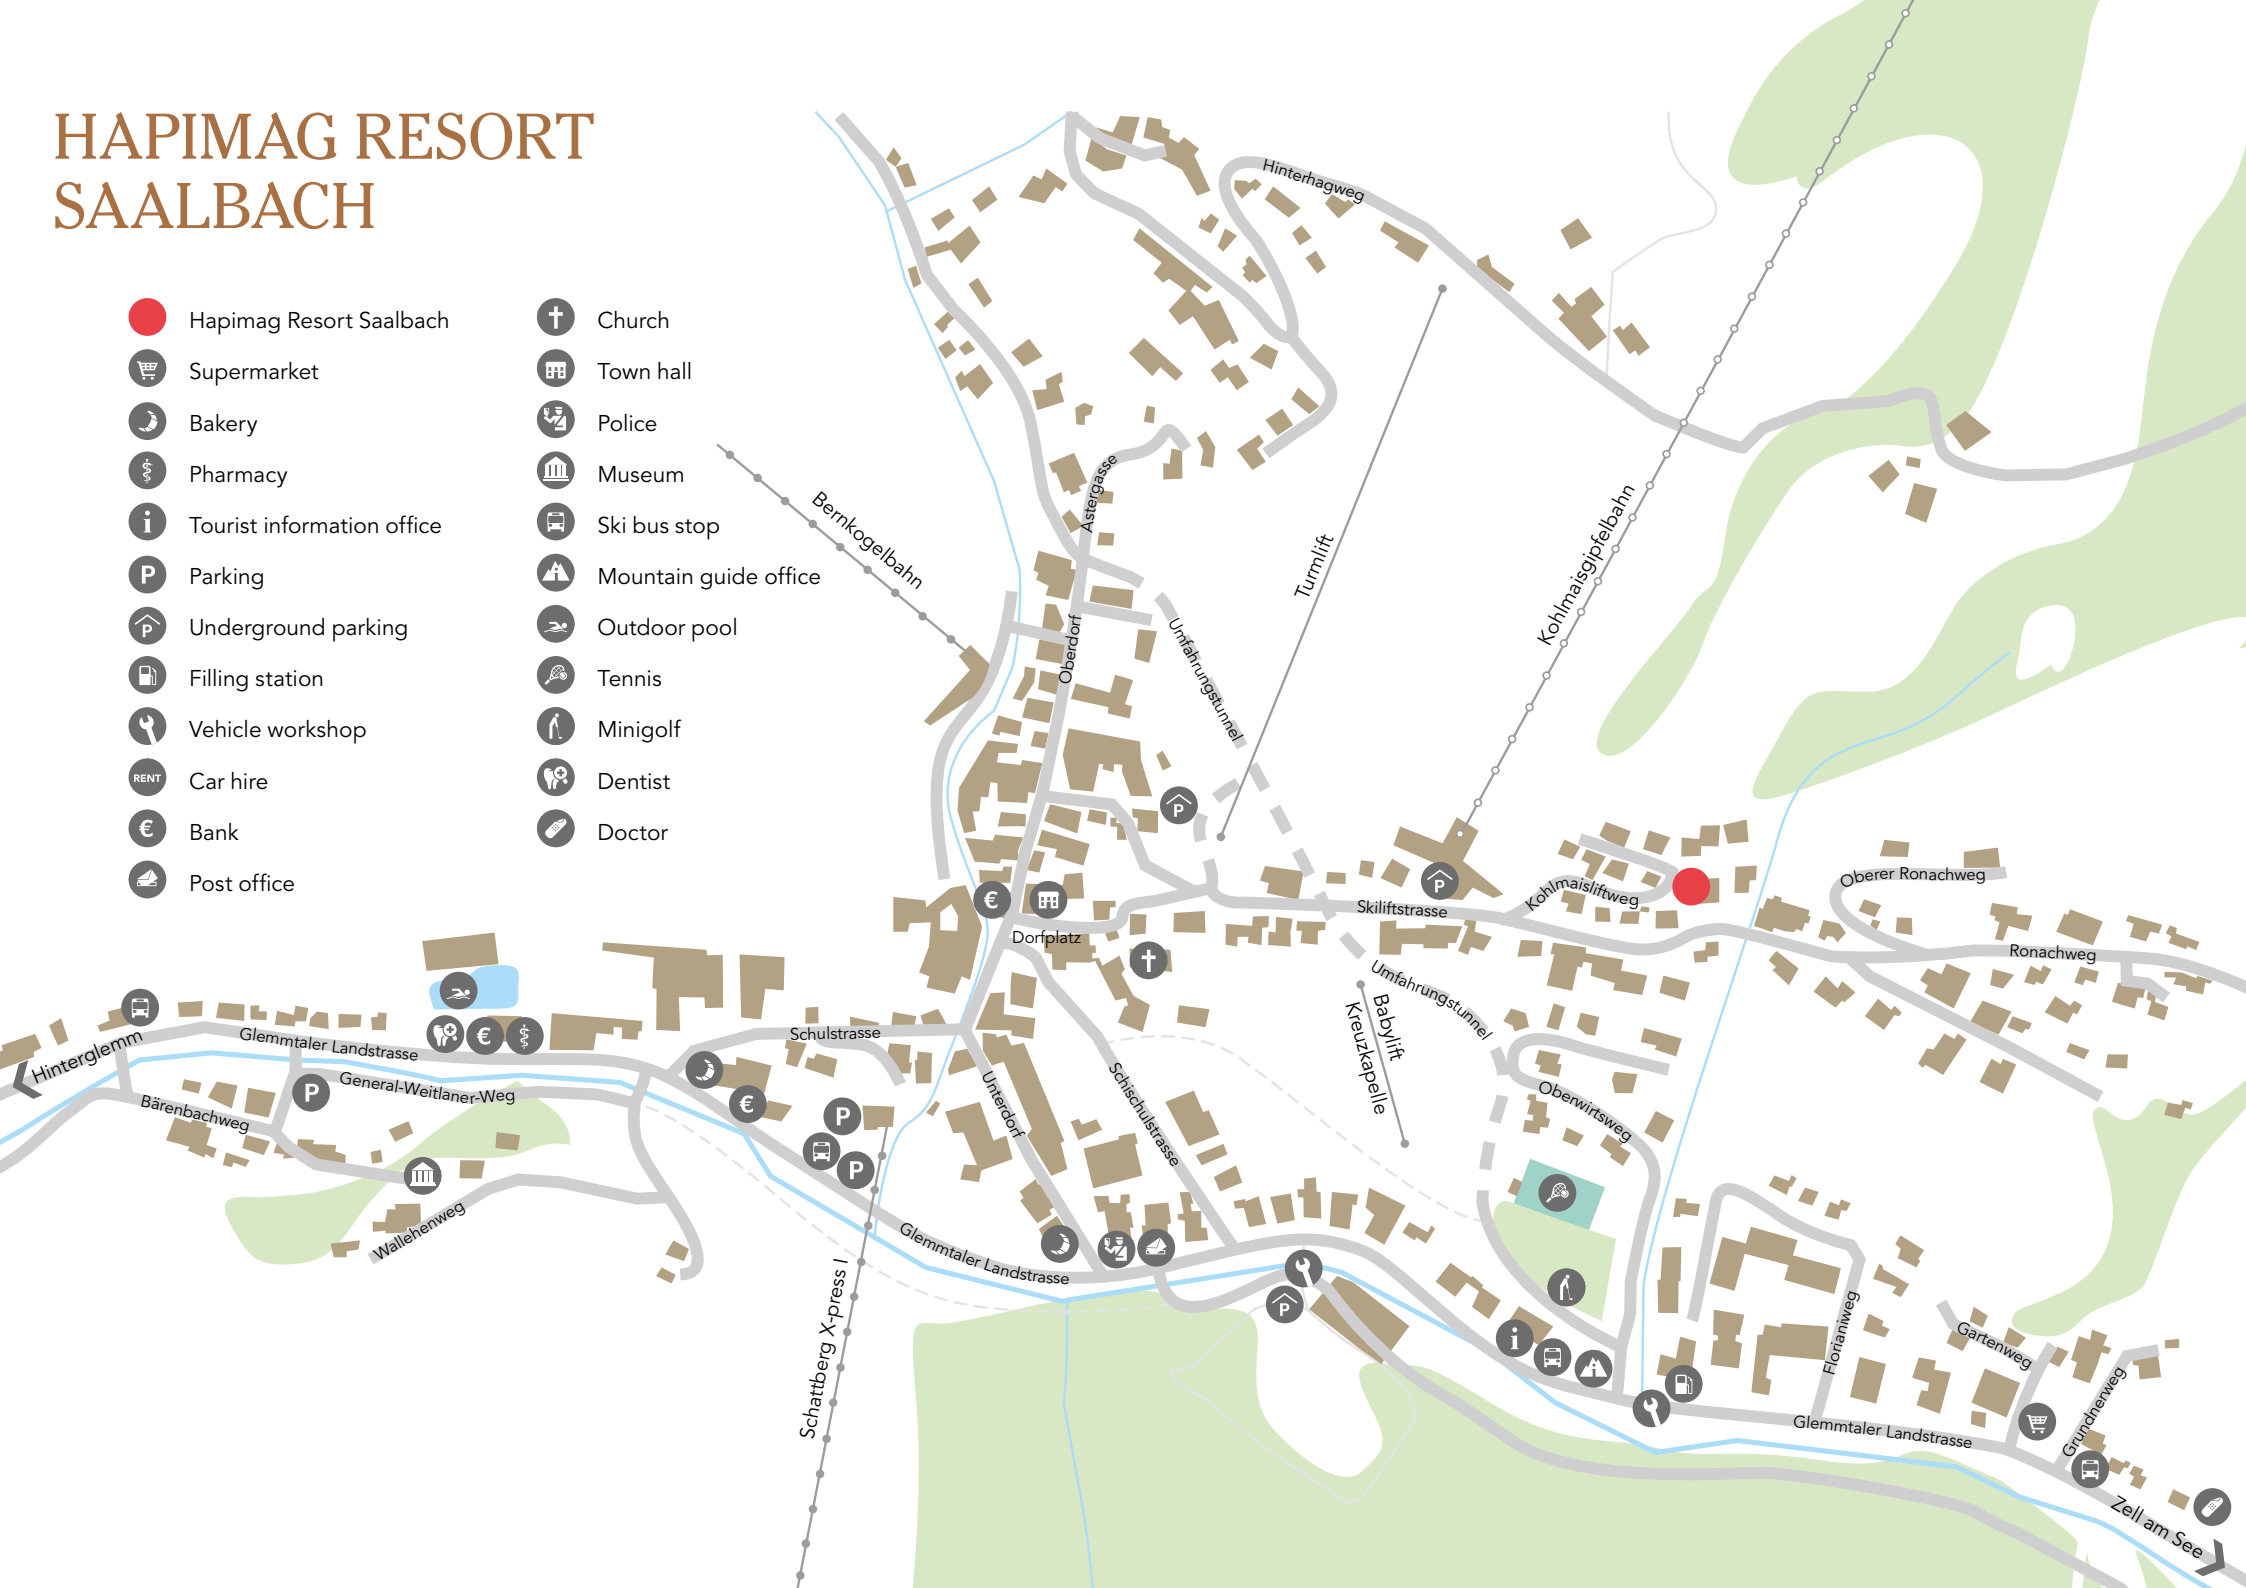 HAPIMAG RESORT
SAALBACH
Hapimag Resort Saalbach
Supermarket
Bakery
Pharmacy
i
Tourist information office
P
Parking
P
Underground parking
Filling station
Vehicle workshop
RENT
Car hire
€
Bank
Post office
Church
Town hall
Police
Museum
Ski bus stop
Mountain guide office
Outdoor pool
Tennis
Minigolf
Dentist
Doctor
Hinterhagweg
Astergasse
Bernkogelbahn
Turmlift
Kohlmaisgipfelbahn
Oberdorf
Umfahrungstunnel
P
P
Kohlmaisliftweg
Skiliftstrasse
Oberer Ronachweg
Ronachweg
€
Dorfplatz
Umfahrungstunnel
Babylift
Kreuzkapelle
Hinterglemm
Glemmtaler Landstrasse
€
Schulstrasse
General-Weitlaner-Weg
P
Bärenbachweg
€
P
P
Unterdorf
Schischulstrasse
Oberwirtsweg
Wallehenweg
Glemmtaler Landstrasse
P
Schattberg X-press I
i
Florianiweg
Gartenweg
Grundnerweg
Glemmtaler Landstrasse
Zell am See